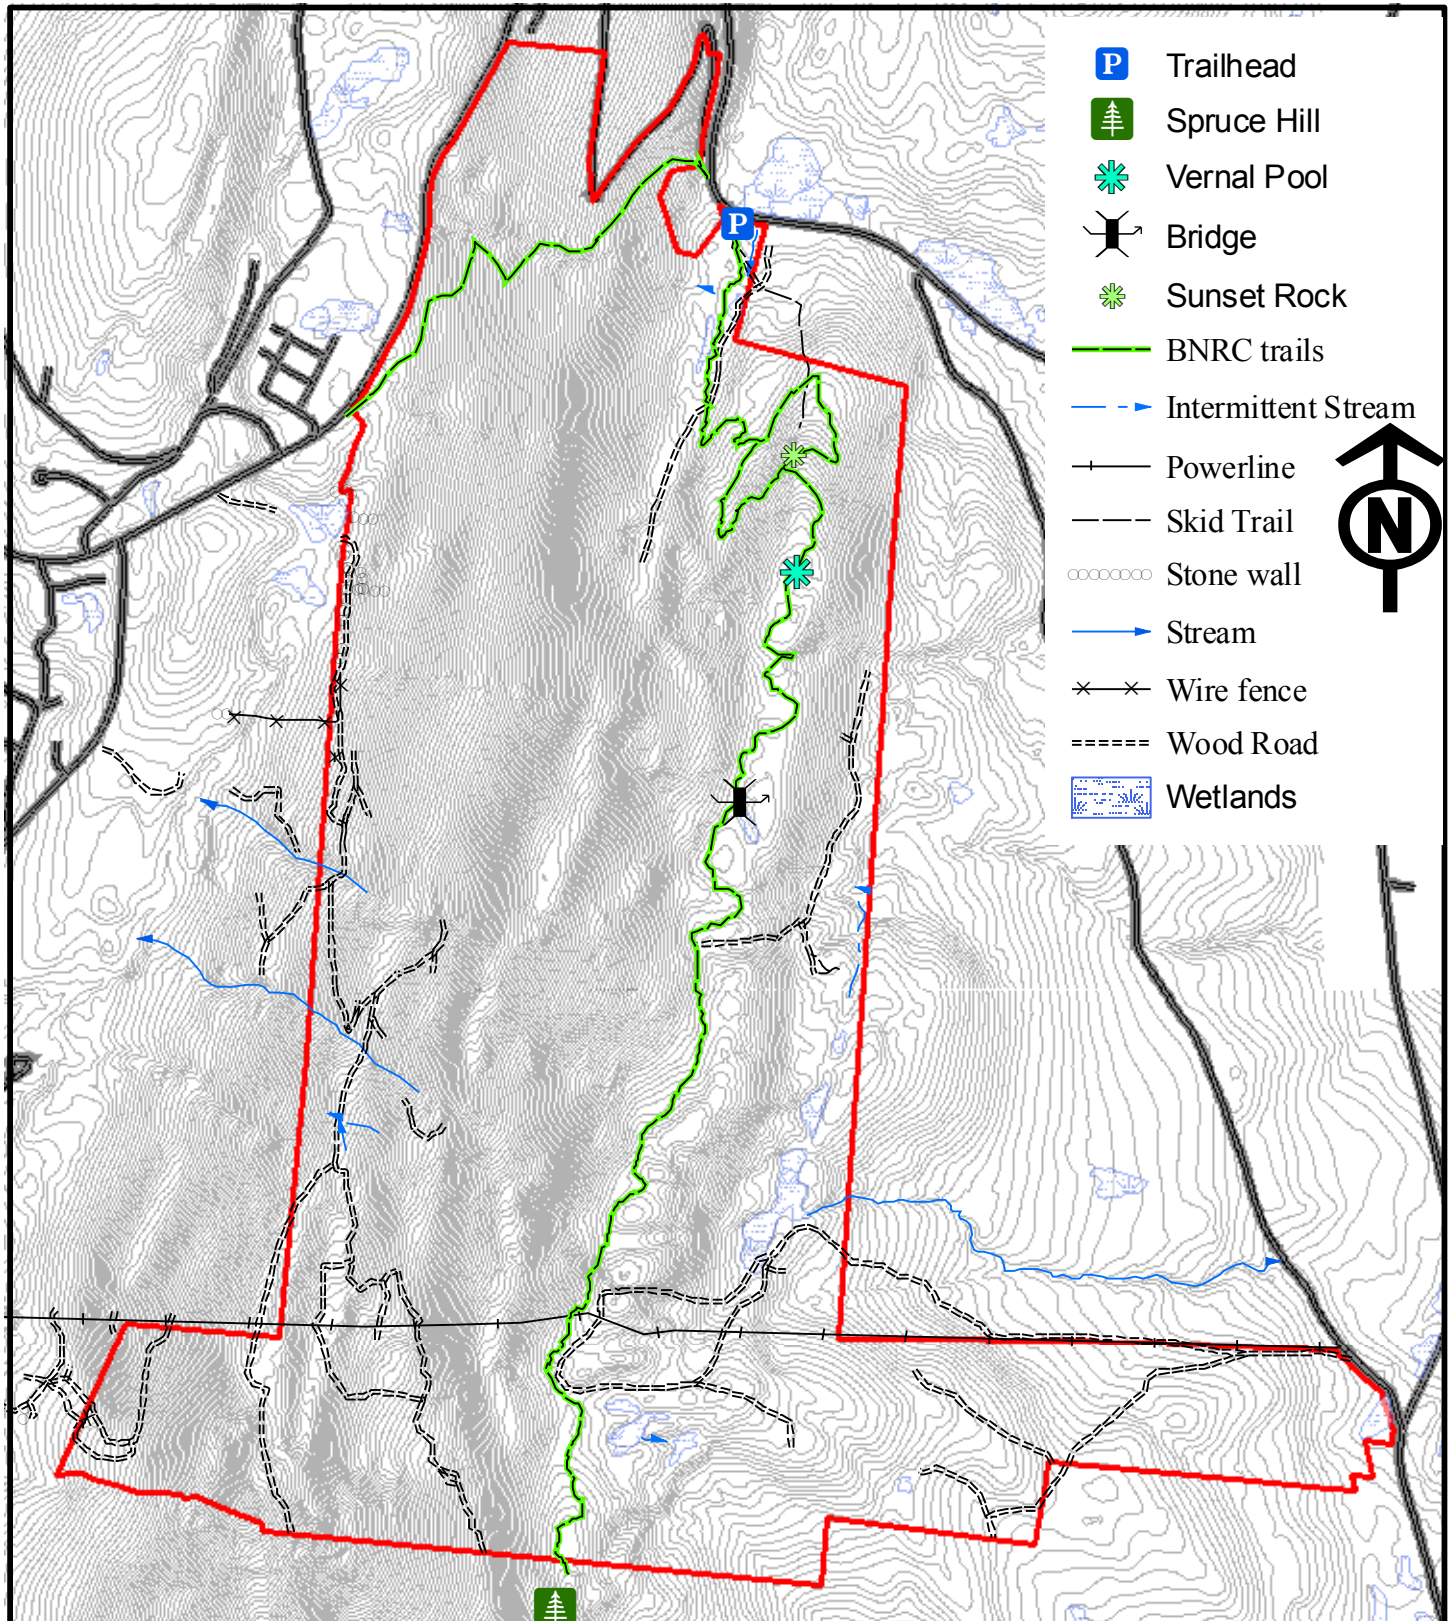 P
Trailhead
Spruce Hill
Vernal Pool
Bridge
Sunset Rock
BNRC trails
Intermittent Stream
Powerline
Skid Trail
Stone wall
Stream
Wire fence
Wood Road
Wetlands
N
P